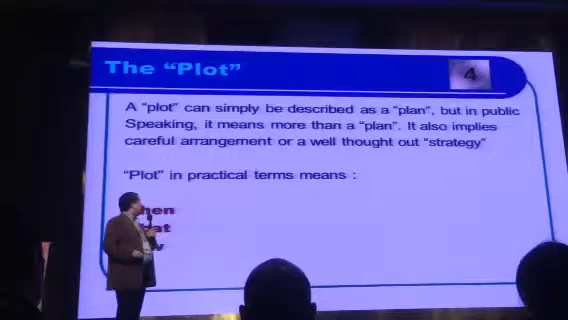 The “Plot”
4
A “plot” can simply be described as a “plan”, but in public
Speaking, it means more than a “plan”. It also implies
careful arrangement or a well thought out “strategy”
“Plot” in practical terms means :